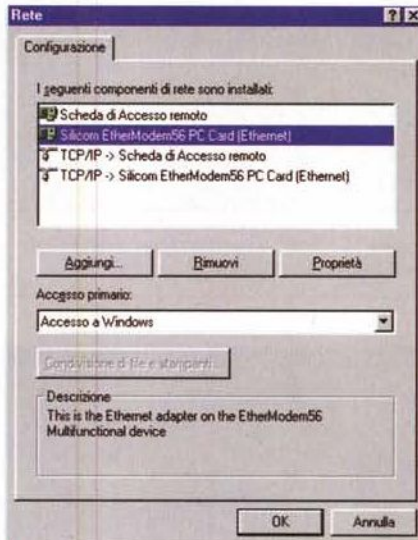 Rete
Configurazione
I seguenti componenti di rete sono installati:
Scheda di Accesso remoto
Silicom EtherModem56 PC Card (Ethernet)
TCP/IP -> Scheda di Accesso remoto
TCP/IP -> Silicom EtherModem56 PC Card (Ethernet)
Aggiungi... Rimuovi Proprietà
Accesso primario:
Accesso a Windows
Condivisione di file e stampanti...
Descrizione
This is the Ethernet adapter on the EtherModem56
Multifunctional device
OK Annulla